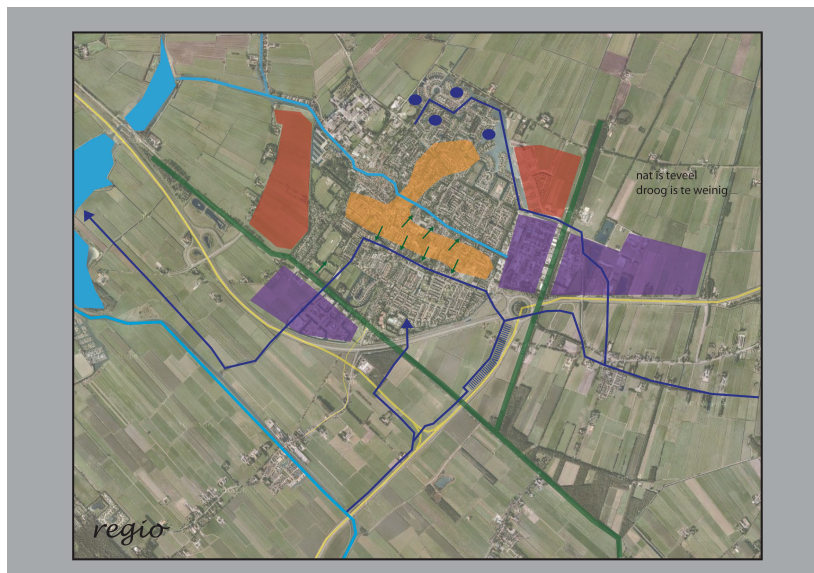 nat is teveel
droog is te weinig
regio